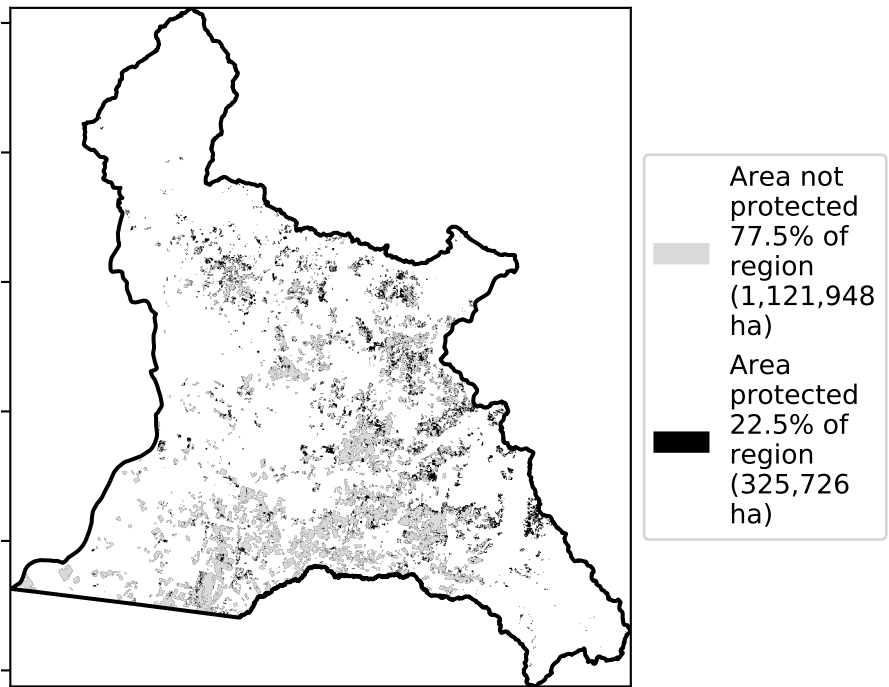 Area not
protected
77.5% of
region
(1,121,948
ha)
Area
protected
22.5% of
region
(325,726
ha)